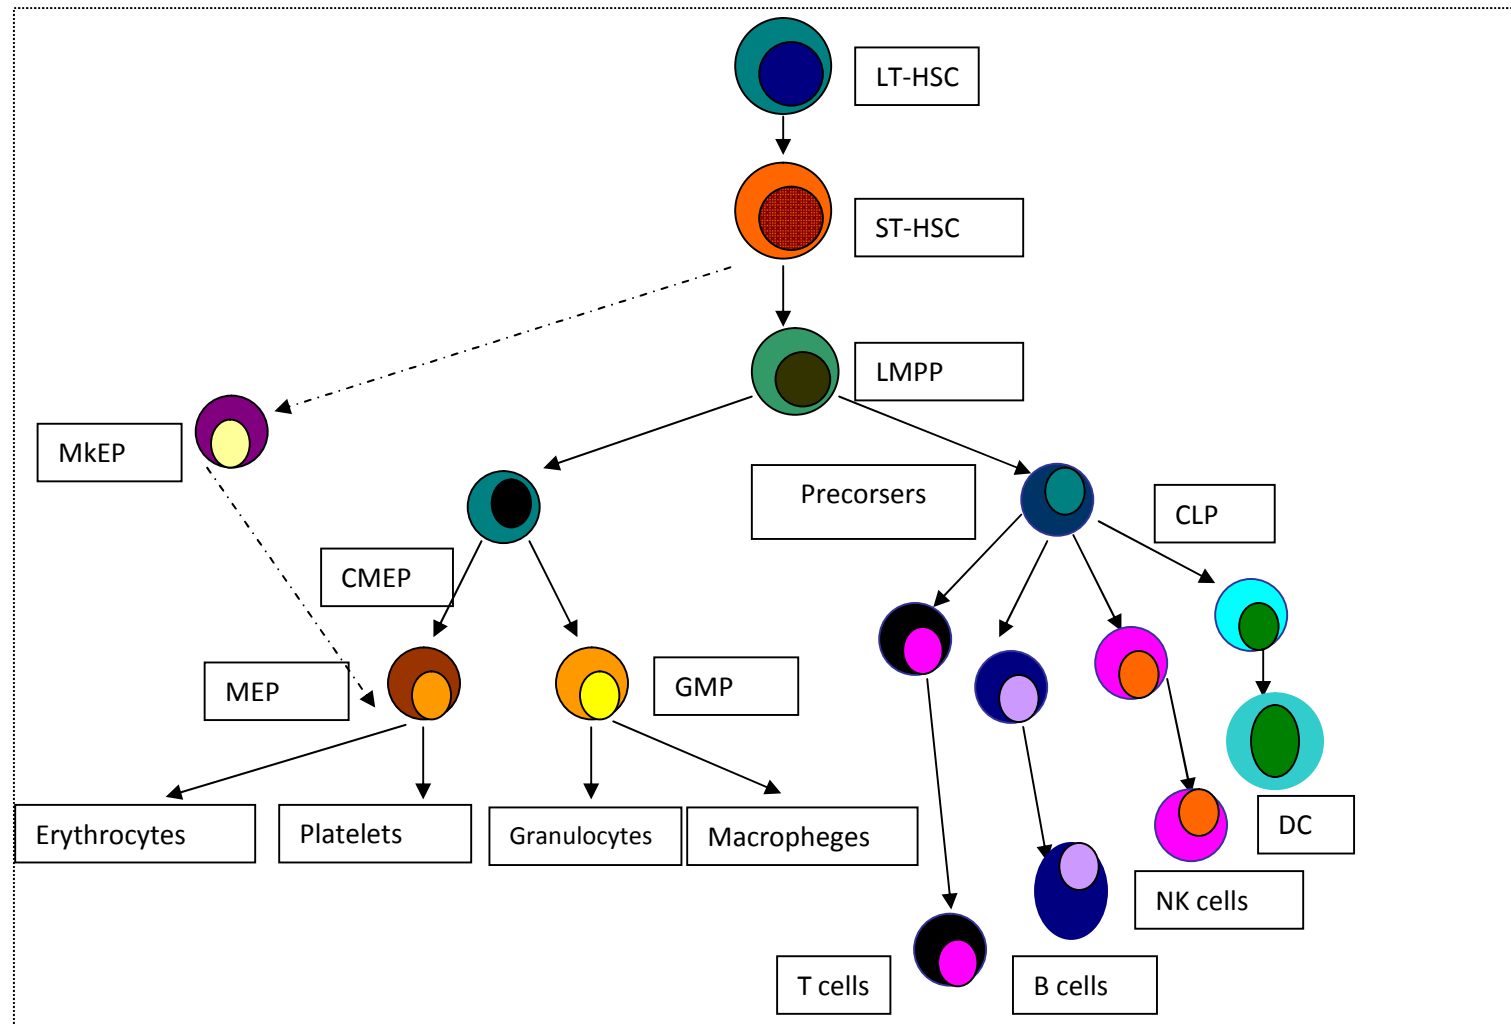 LT-HSC
ST-HSC
LMPP
MkEP
Precorsers
CLP
CMEP
MEP
GMP
Erythrocytes
Platelets
Granulocytes
Macropheges
DC
NK cells
T cells
B cells